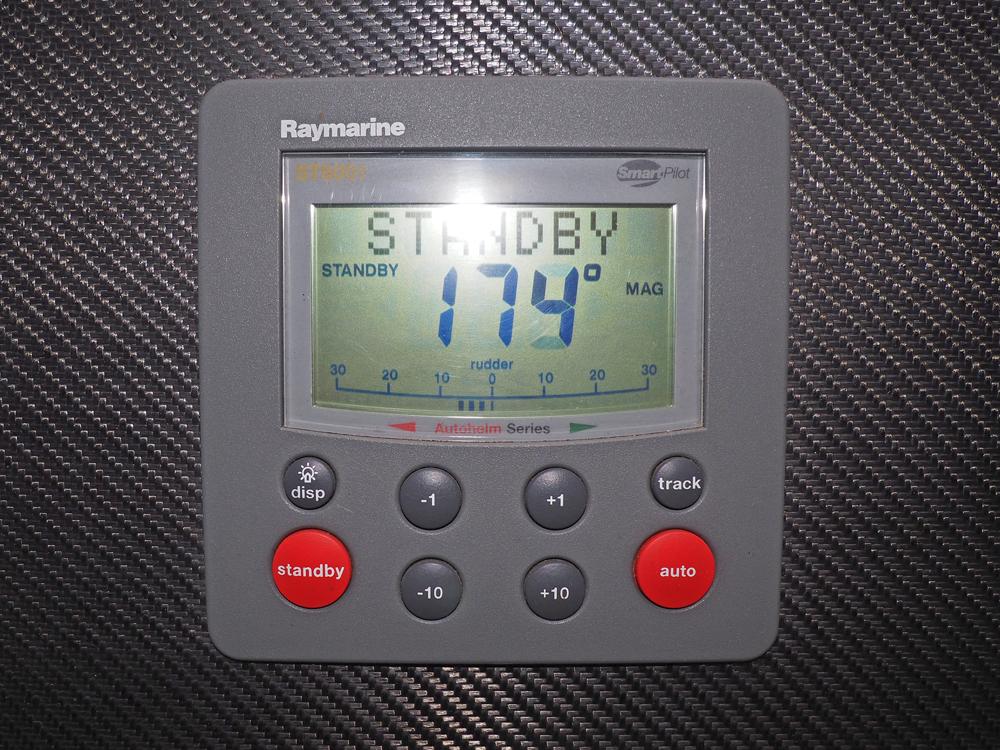 Raymarine
ST6001 SmartPilot
STANDBY
STANDBY 174° MAG
rudder
30 20 10 0 10 20 30
Autohelm Series
disp -1 +1 track
standby -10 +10 auto